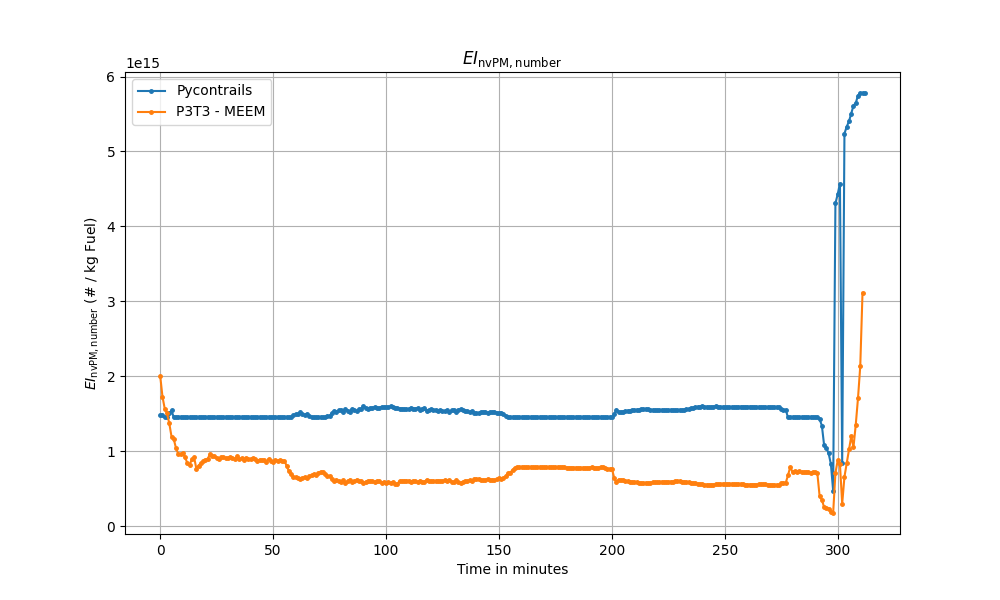 EI_nvPM, number
1e15
Pycontrails
P3T3 - MEEM
6
5
4
3
2
1
0
EI_nvPM, number (# / kg Fuel)
0 50 100 150 200 250 300
Time in minutes